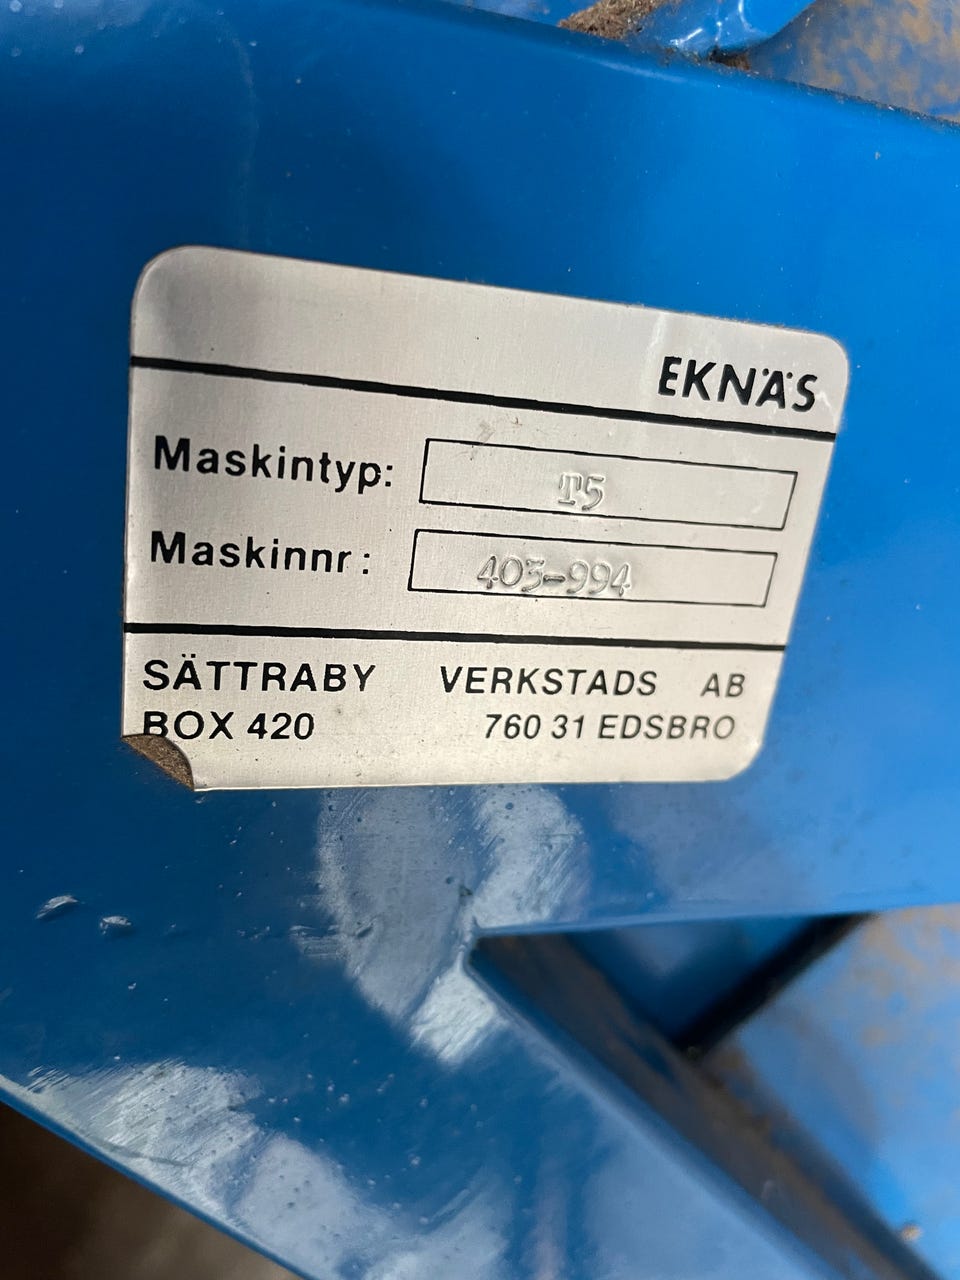 EKNÄS
Maskintyp: T5
Maskinnr: 403-994
SÄTTRABY VERKSTADS AB
BOX 420 760 31 EDSBRO